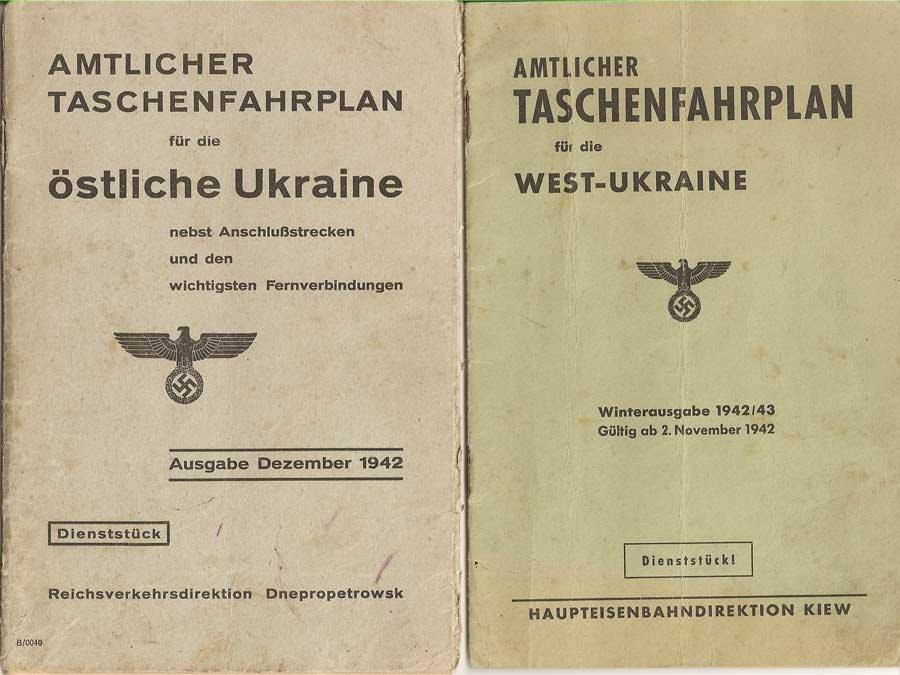 AMTLICHER
TASCHENFAHRPLAN
für die
östliche Ukraine
nebst Anschlußstrecken
und den
wichtigsten Fernverbindungen
Ausgabe Dezember 1942
Dienststück
Reichsverkehrsdirektion Dnepropetrowsk
B/0049
AMTLICHER
TASCHENFAHRPLAN
für die
WEST-UKRAINE
Winterausgabe 1942/43
Gültig ab 2. November 1942
Dienststück!
HAUPTEISENBAHNDIREKTION KIEW